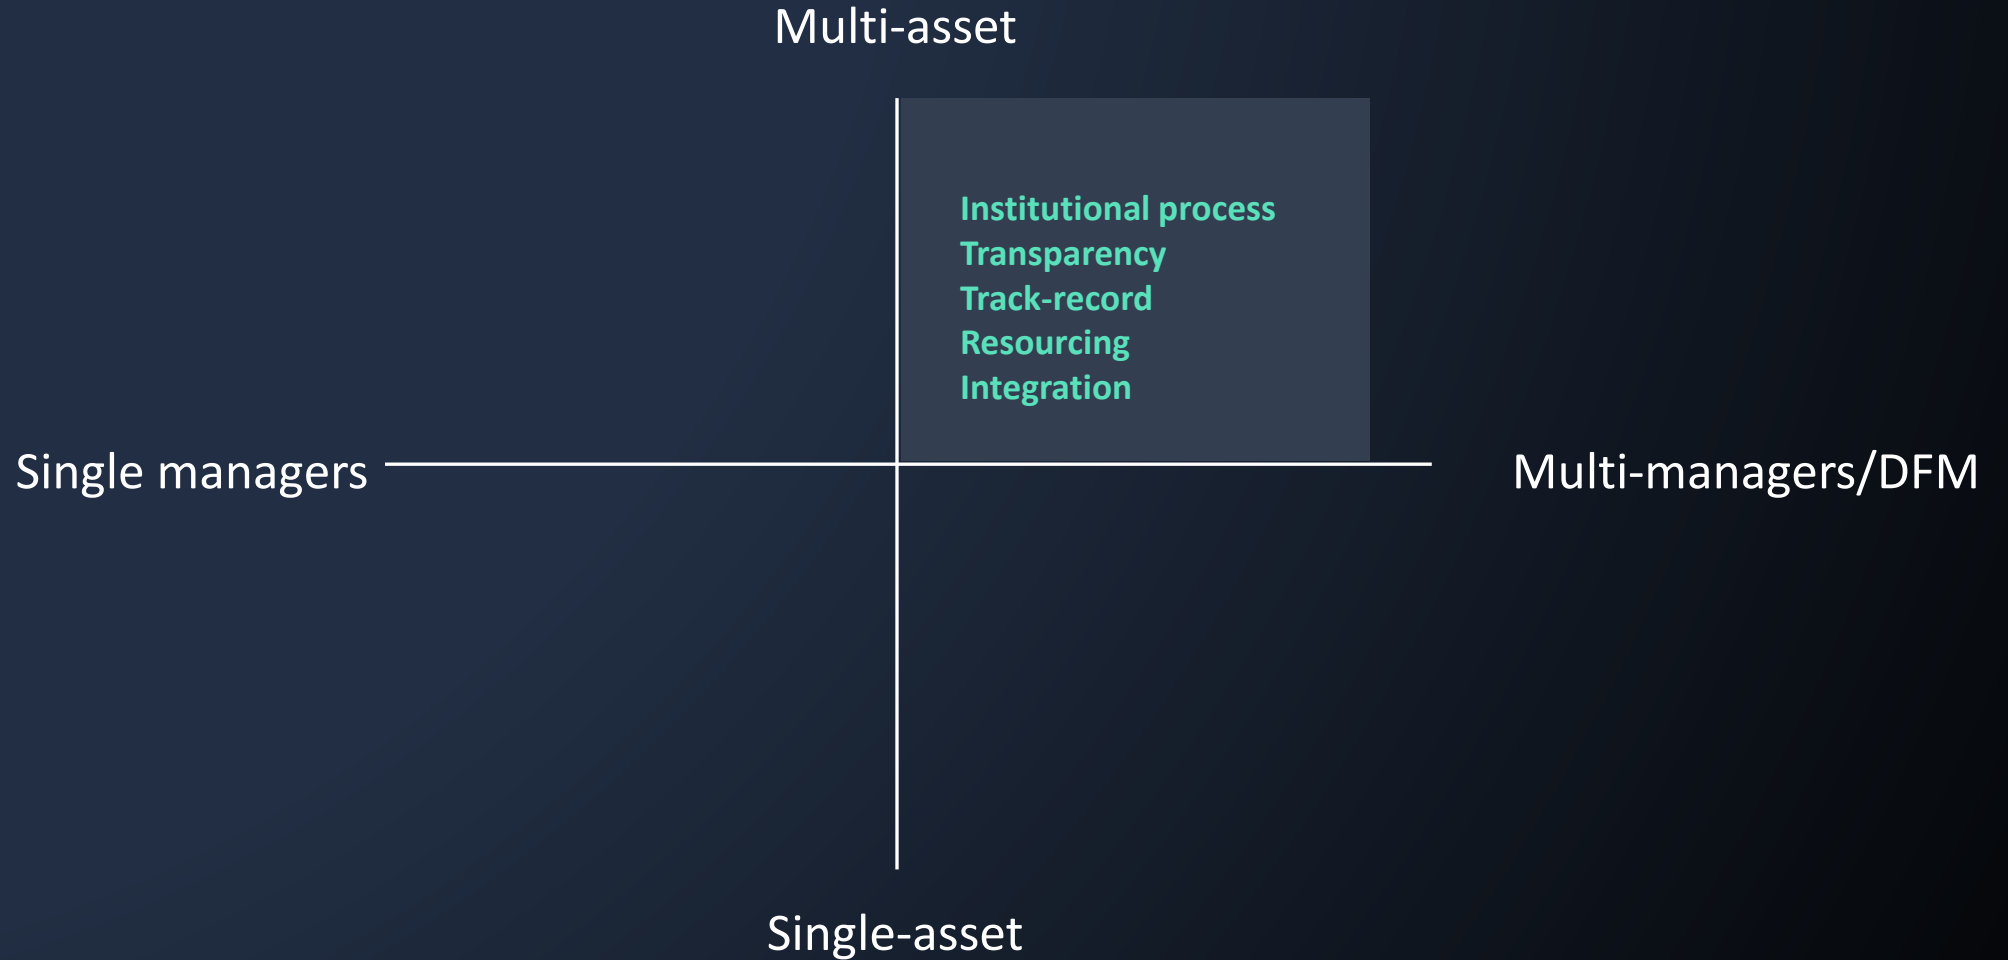 Multi-asset
Institutional process
Transparency
Track-record
Resourcing
Integration
Single managers
Multi-managers/DFM
Single-asset